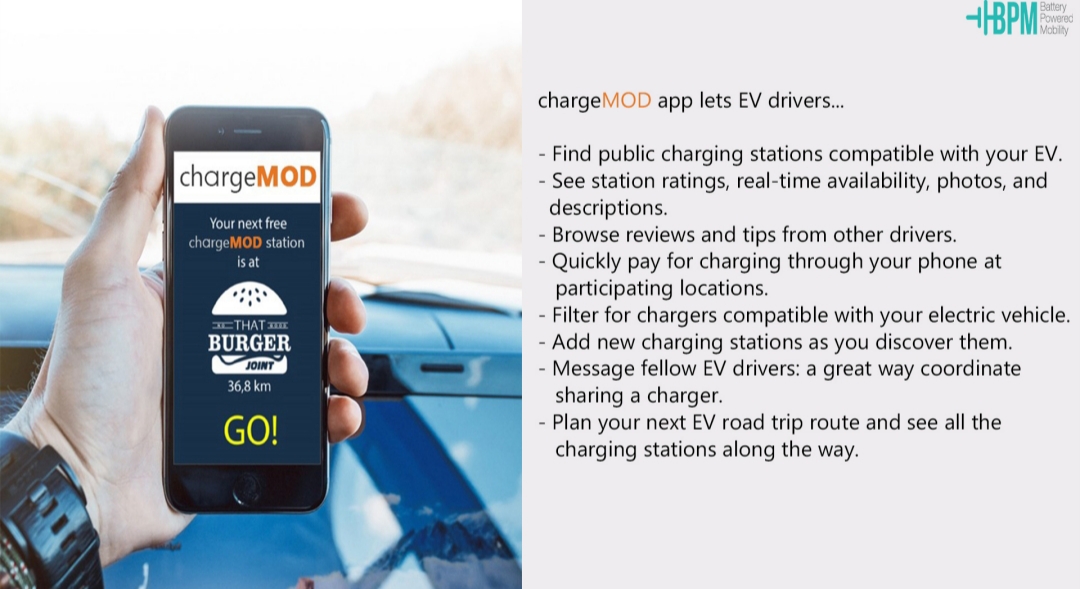 BPM Battery
Powered
Mobility
chargeMOD
Your next free
chargeMOD station
is at
THAT
BURGER
JOINT
36,8 km
GO!
chargeMOD app lets EV drivers...
- Find public charging stations compatible with your EV.
- See station ratings, real-time availability, photos, and
descriptions.
- Browse reviews and tips from other drivers.
- Quickly pay for charging through your phone at
participating locations.
- Filter for chargers compatible with your electric vehicle.
- Add new charging stations as you discover them.
- Message fellow EV drivers: a great way coordinate
sharing a charger.
- Plan your next EV road trip route and see all the
charging stations along the way.